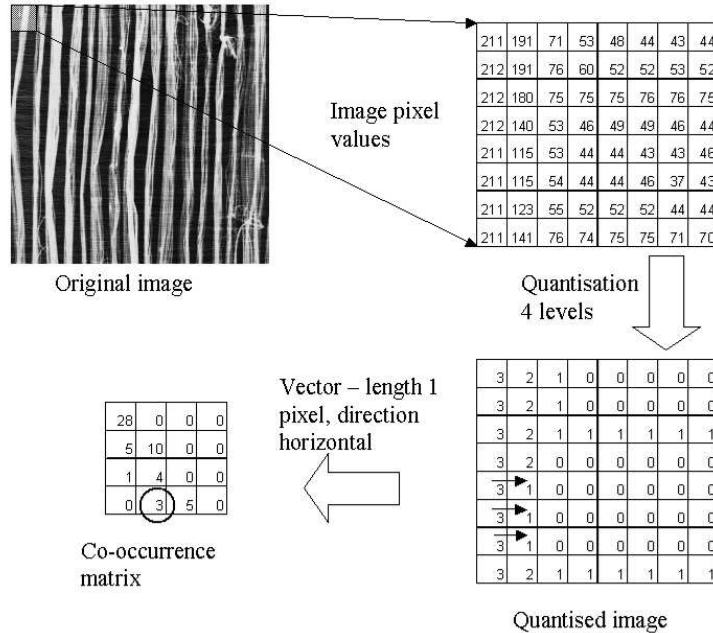 211 191 71 53 48 44 43 44
212 191 76 60 52 52 53 52
212 180 75 75 75 76 76 75
212 140 53 46 49 49 46 44
211 115 53 44 44 43 43 46
211 115 54 44 44 46 37 43
211 123 55 52 52 52 44 44
211 141 76 74 75 75 71 70
Image pixel
values
Original image
Quantisation
4 levels
3 2 1 0 0 0 0 0
3 2 1 0 0 0 0 0
3 2 1 1 1 1 1 1
3 2 0 0 0 0 0 0
3 1 0 0 0 0 0 0
3 1 0 0 0 0 0 0
3 1 0 0 0 0 0 0
3 2 1 1 1 1 1 1
Quantised image
Vector – length 1
pixel, direction
horizontal
28 0 0 0
5 10 0 0
1 4 0 0
0 3 5 0
Co-occurrence
matrix